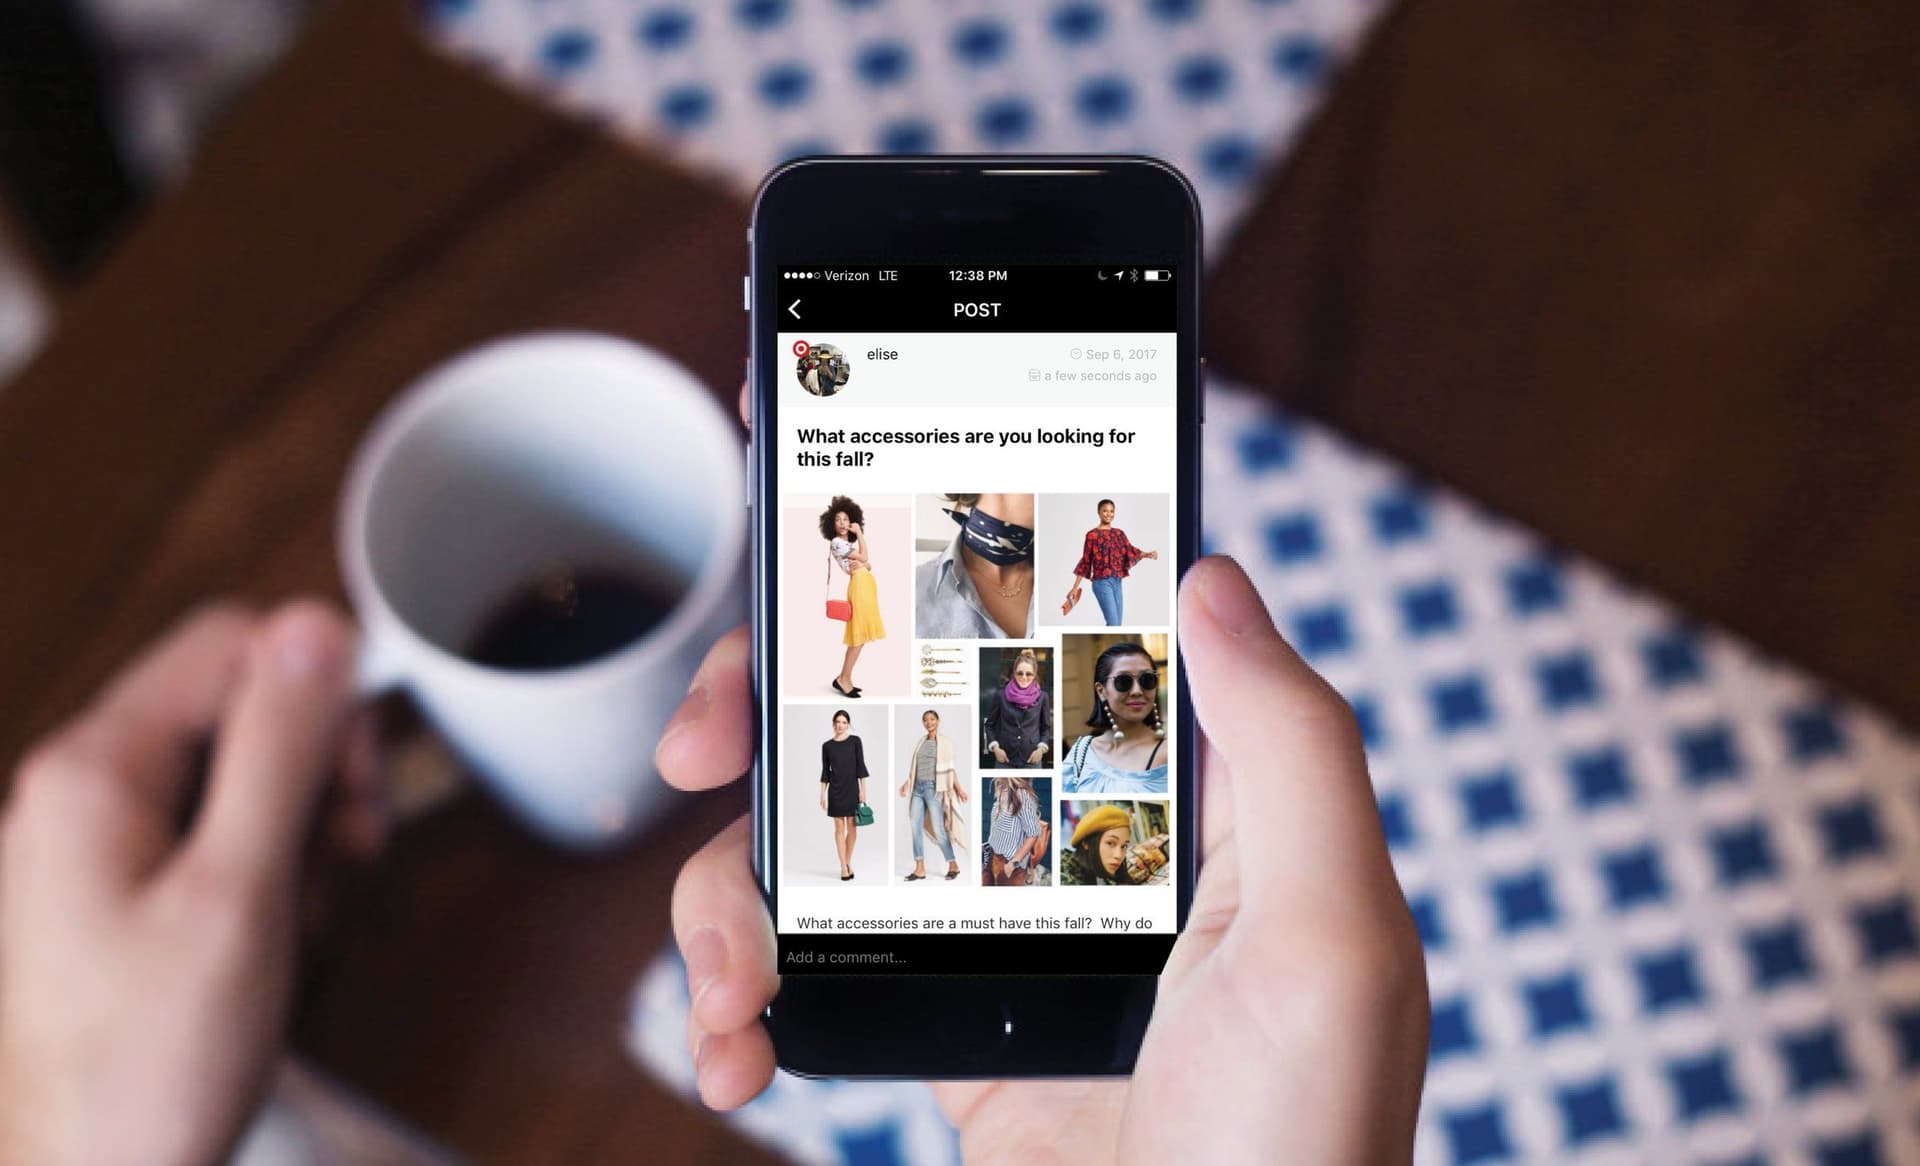 Verizon LTE 12:38 PM
POST
elise
Sep 6, 2017
a few seconds ago
What accessories are you looking for
this fall?
What accessories are a must have this fall? Why do
Add a comment...